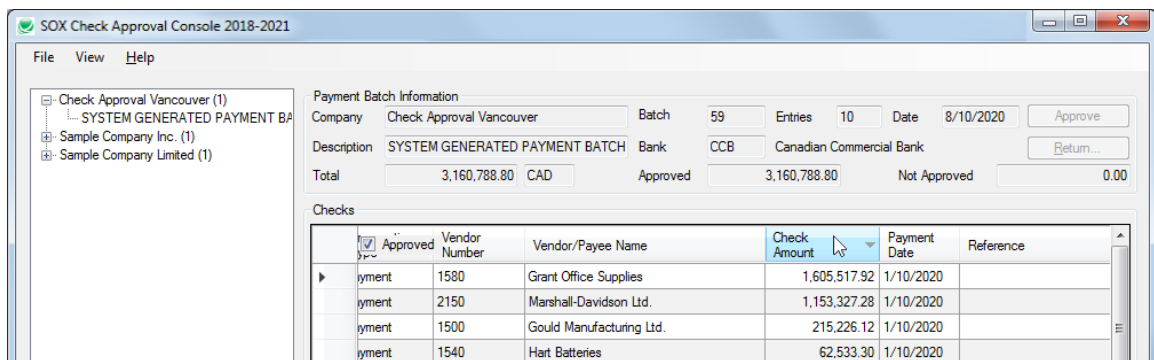 SOX Check Approval Console 2018-2021
File View Help
Check Approval Vancouver (1)
SYSTEM GENERATED PAYMENT BA
Sample Company Inc. (1)
Sample Company Limited (1)
Payment Batch Information
Company Check Approval Vancouver Batch 59 Entries 10 Date 8/10/2020 Approve
Description SYSTEM GENERATED PAYMENT BATCH Bank CCB Canadian Commercial Bank Return...
Total 3,160,788.80 CAD Approved 3,160,788.80 Not Approved 0.00
Checks
Approved Vendor Number Vendor/Payee Name Check Amount Payment Date Reference
yment 1580 Grant Office Supplies 1,605,517.92 1/10/2020
yment 2150 Marshall-Davidson Ltd. 1,153,327.28 1/10/2020
yment 1500 Gould Manufacturing Ltd. 215,226.12 1/10/2020
yment 1540 Hart Batteries 62,533.30 1/10/2020